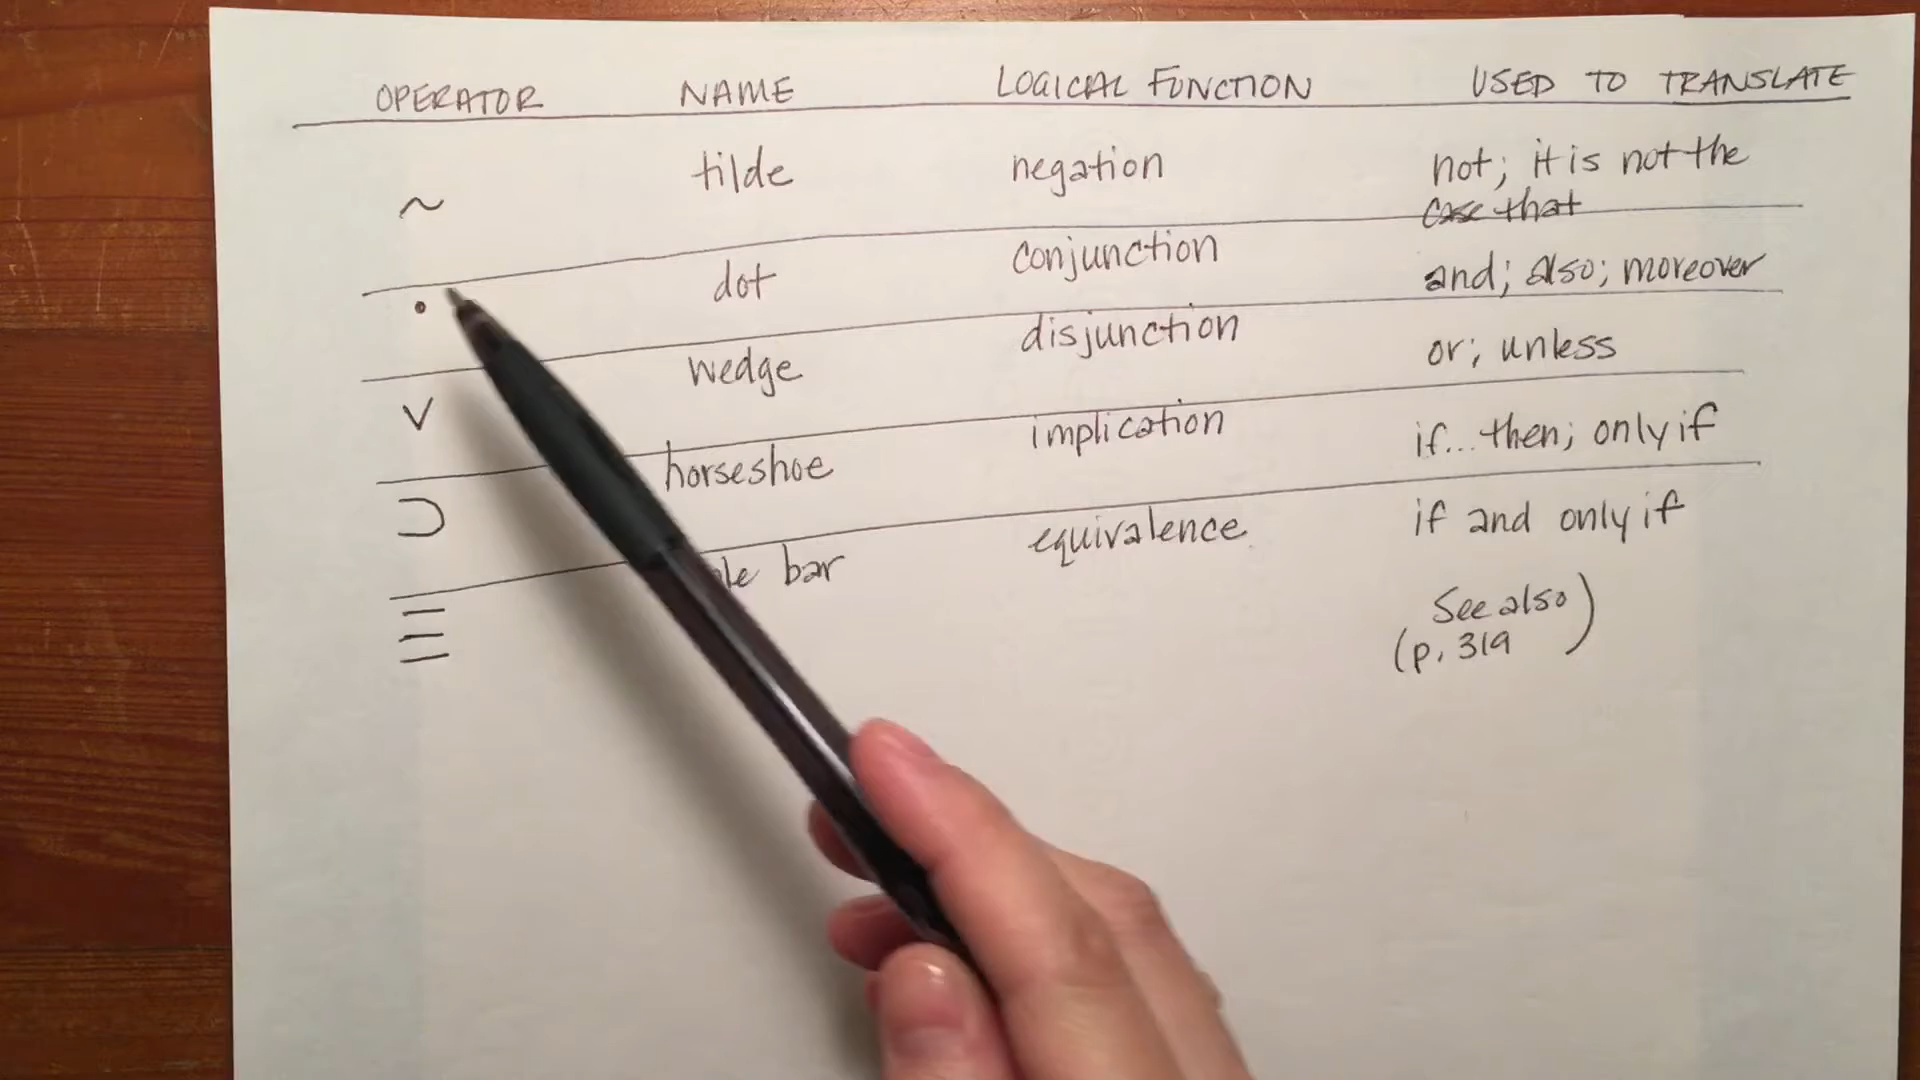 OPERATOR NAME LOGICAL FUNCTION USED TO TRANSLATE
~ tilde negation not; it is not the
case that
• dot conjunction and; also; moreover
∨ wedge disjunction or; unless
⊃ horseshoe implication if...then; only if
≡ bar equivalence if and only if
See also
(p. 319)